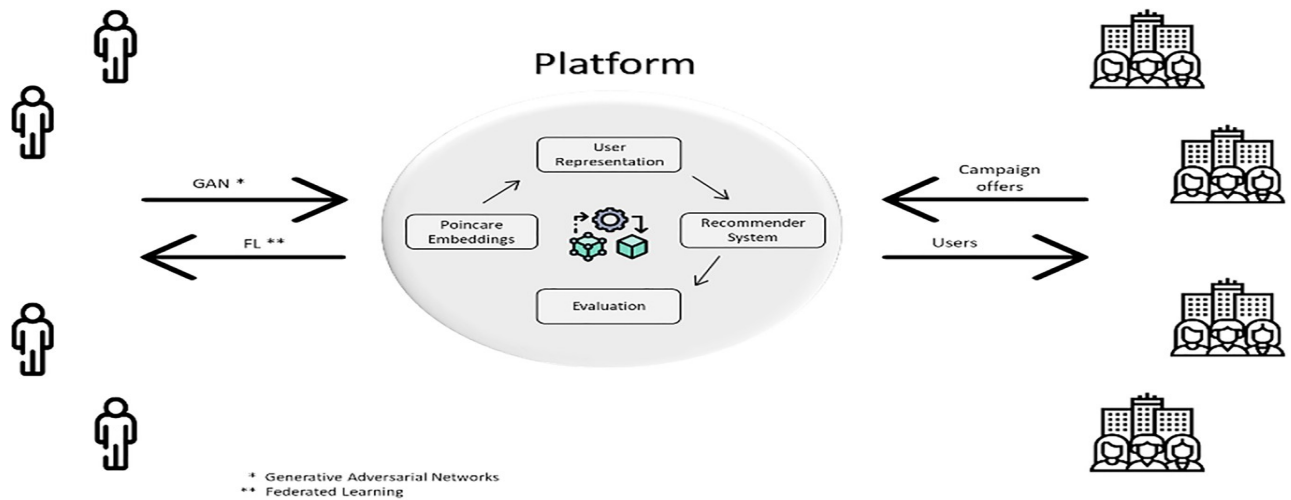 Platform
User
Representation
GAN *
Campaign
offers
Poincare
Embeddings
Recommender
System
FL **
Users
Evaluation
* Generative Adversarial Networks
** Federated Learning